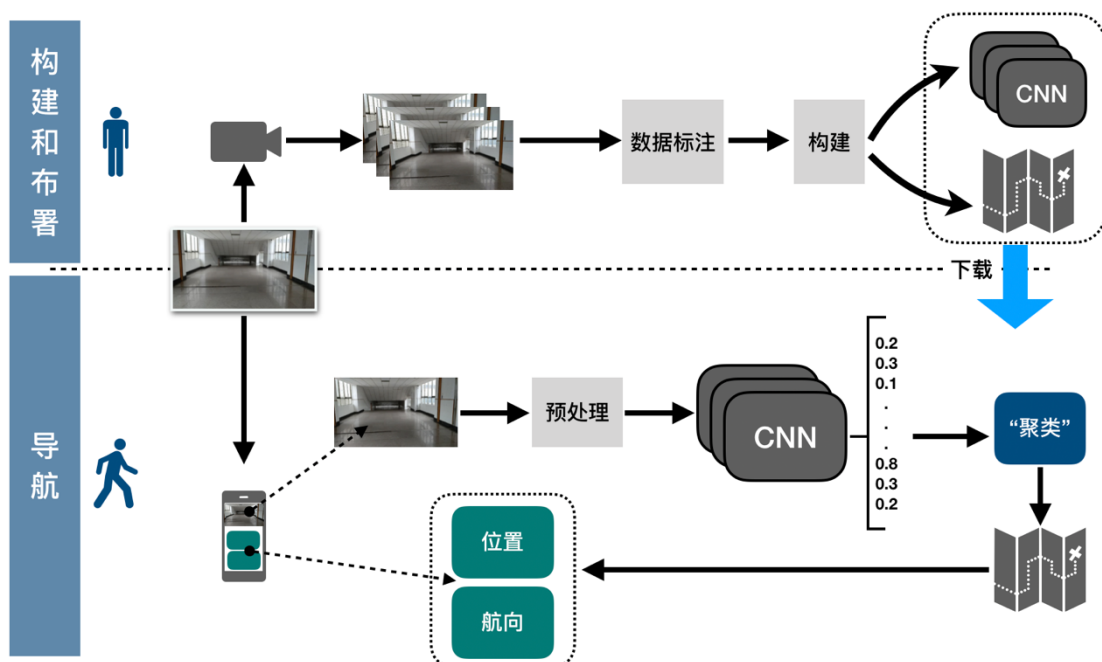 构建和布署
数据标注
构建
CNN
下载
导航
预处理
CNN
0.2
0.3
0.1
.
.
.
0.8
0.3
0.2
“聚类”
位置
航向